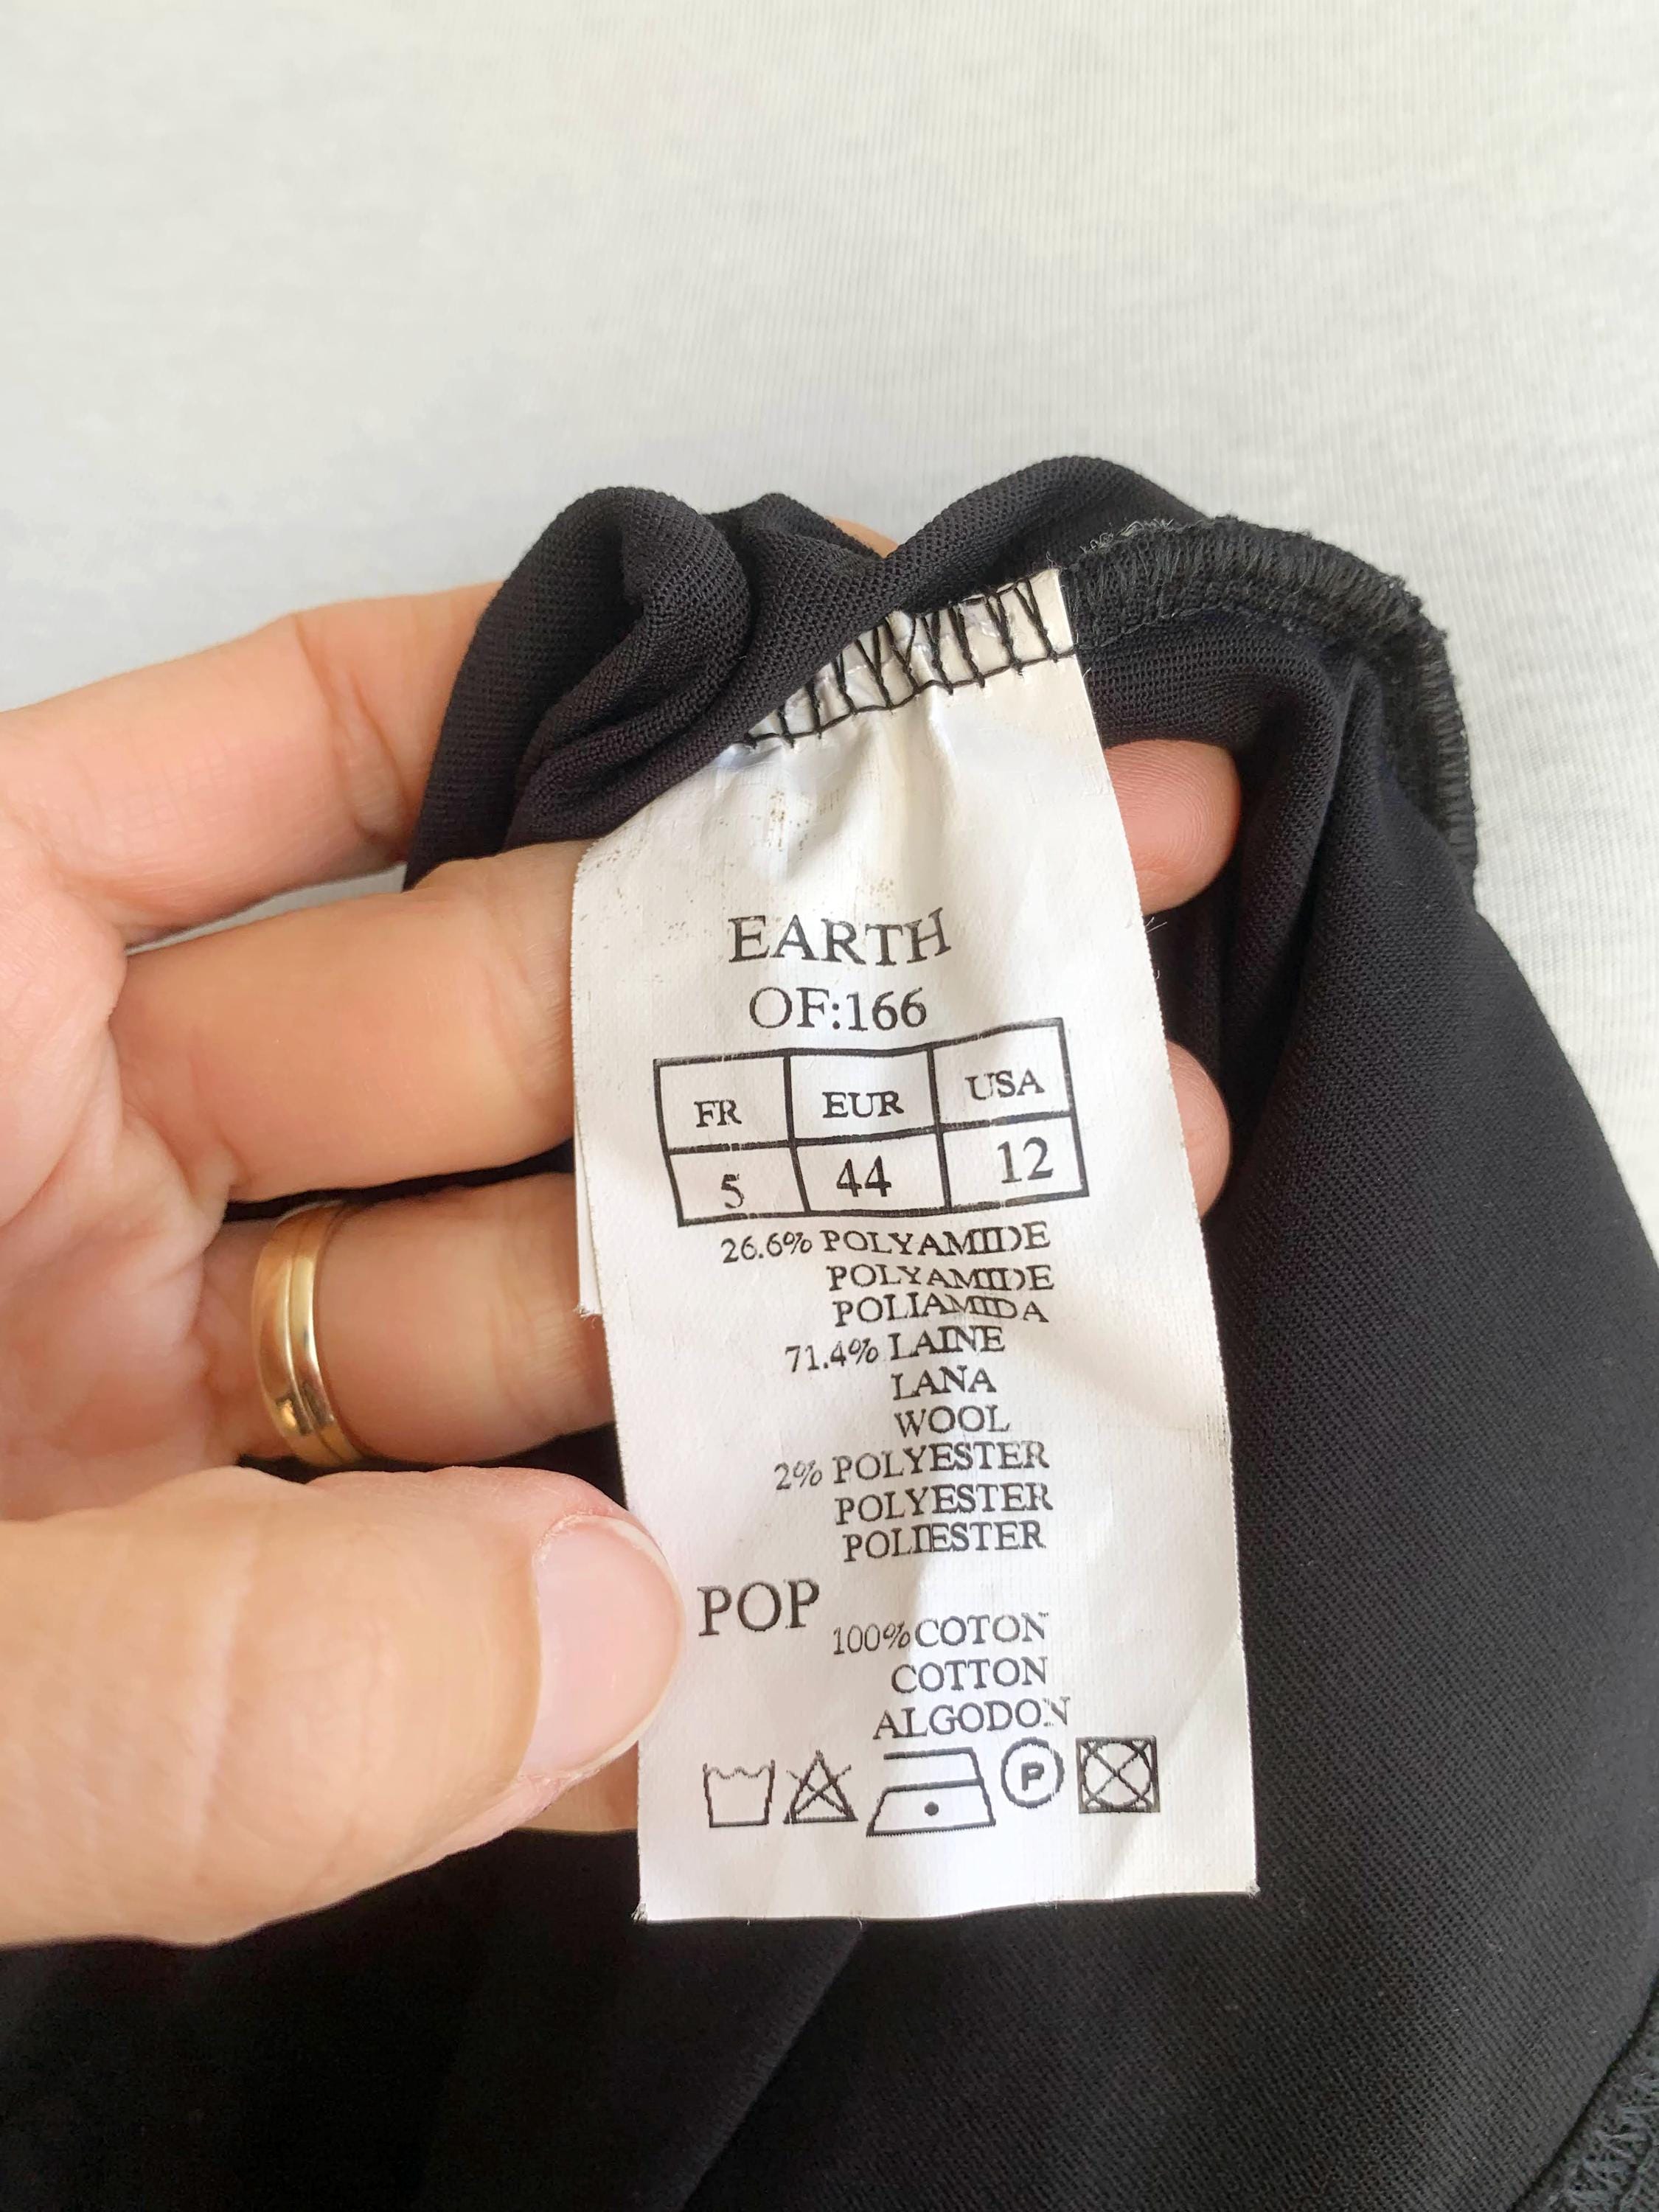 EARTH
OF:166
FR EUR USA
5 44 12
26.6% POLYAMIDE
POLYAMIDE
POLIAMIDA
71.4% LAINE
LANA
WOOL
2% POLYESTER
POLYESTER
POLIESTER
POP
100%COTON
COTTON
ALGODON
P